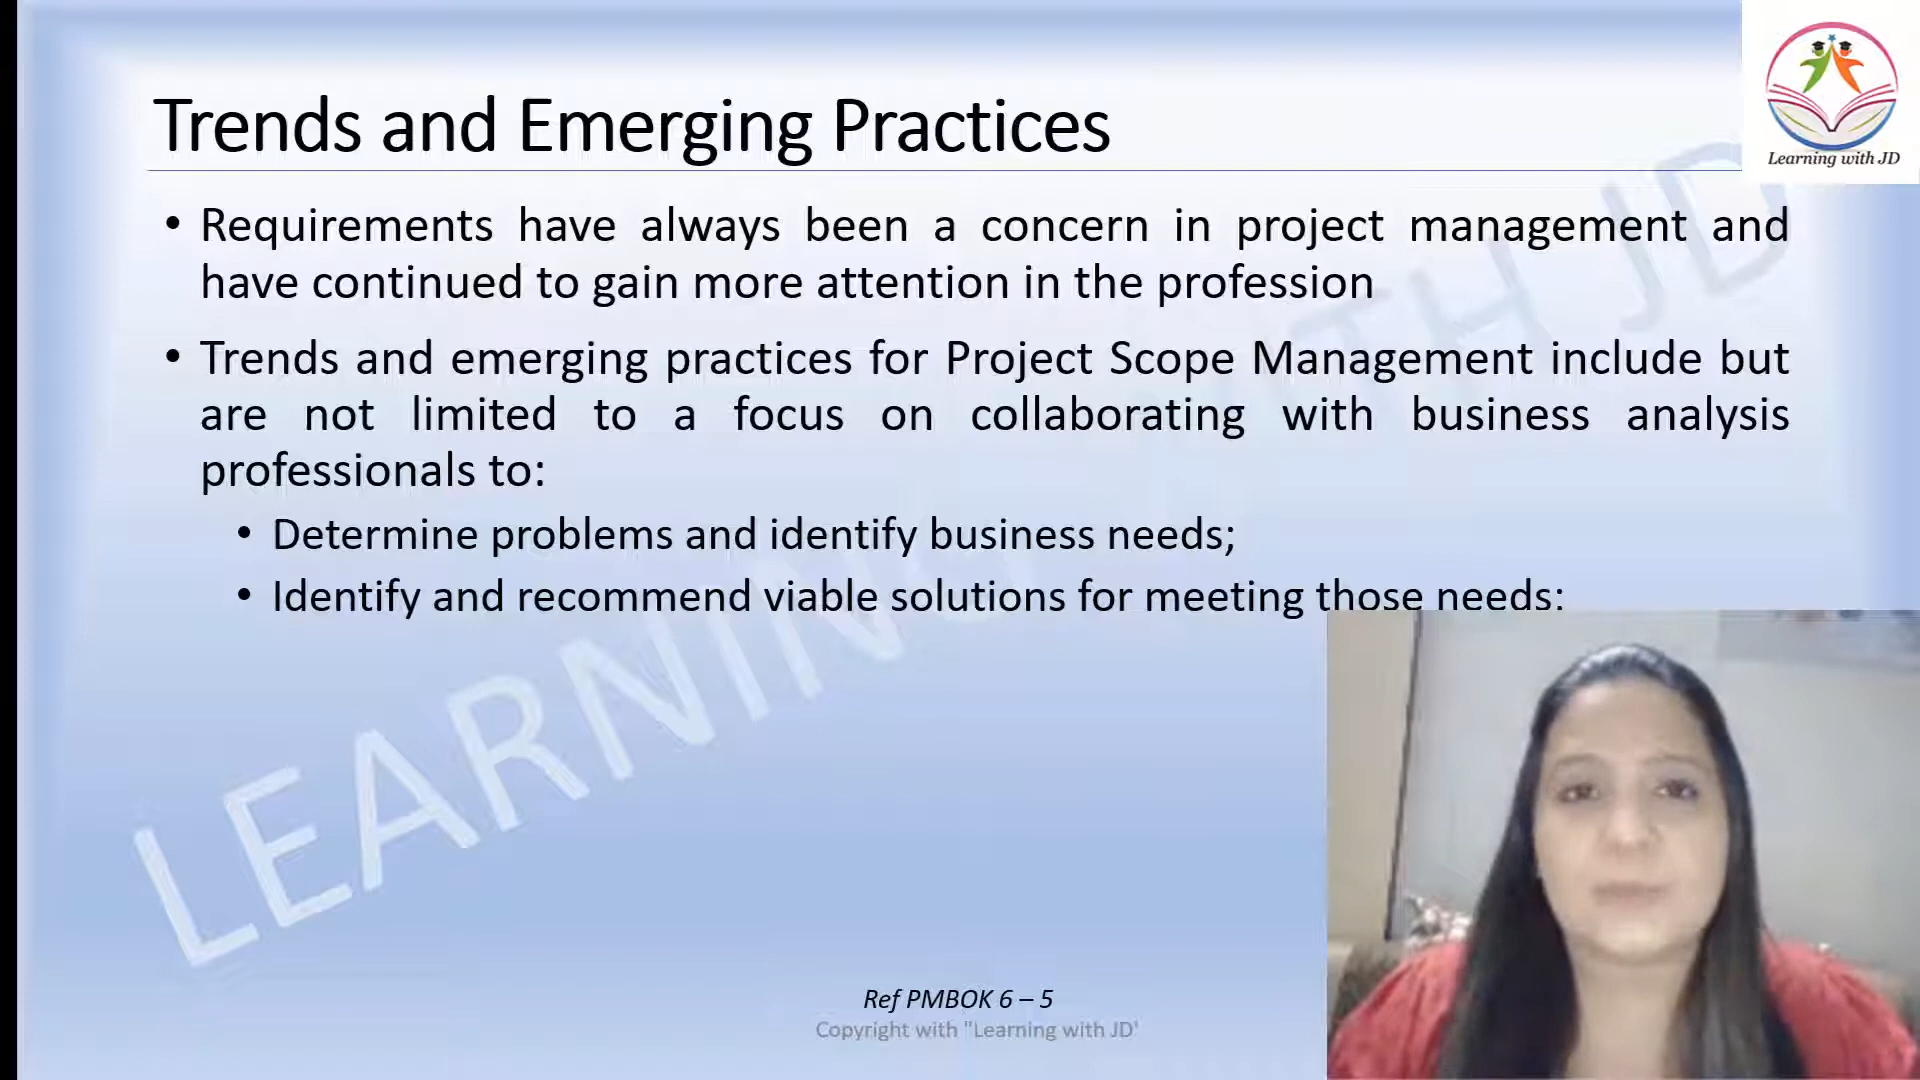 Learning with JD
Trends and Emerging Practices
• Requirements have always been a concern in project management and
have continued to gain more attention in the profession
• Trends and emerging practices for Project Scope Management include but
are not limited to a focus on collaborating with business analysis
professionals to:
• Determine problems and identify business needs;
• Identify and recommend viable solutions for meeting those needs;
LEARNING WITH JD
Ref PMBOK 6 – 5
Copyright with "Learning with JD'